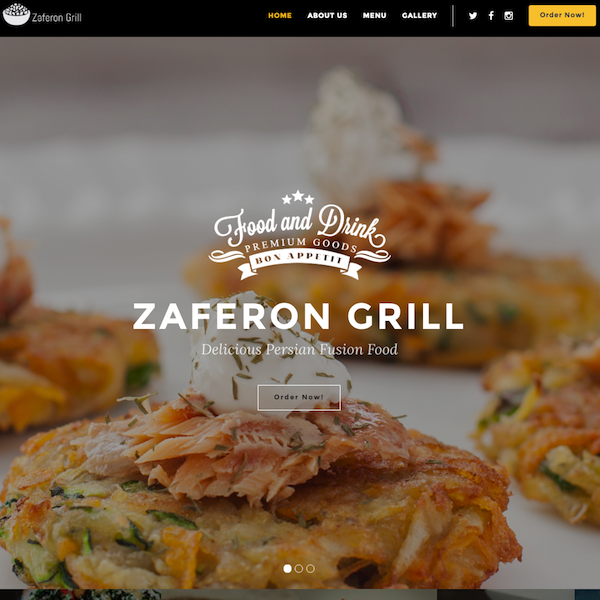 Zaferon Grill
HOME ABOUT US MENU GALLERY Order Now!
Food and Drink
PREMIUM GOODS
BON APPETIT
ZAFERON GRILL
Delicious Persian Fusion Food
Order Now!